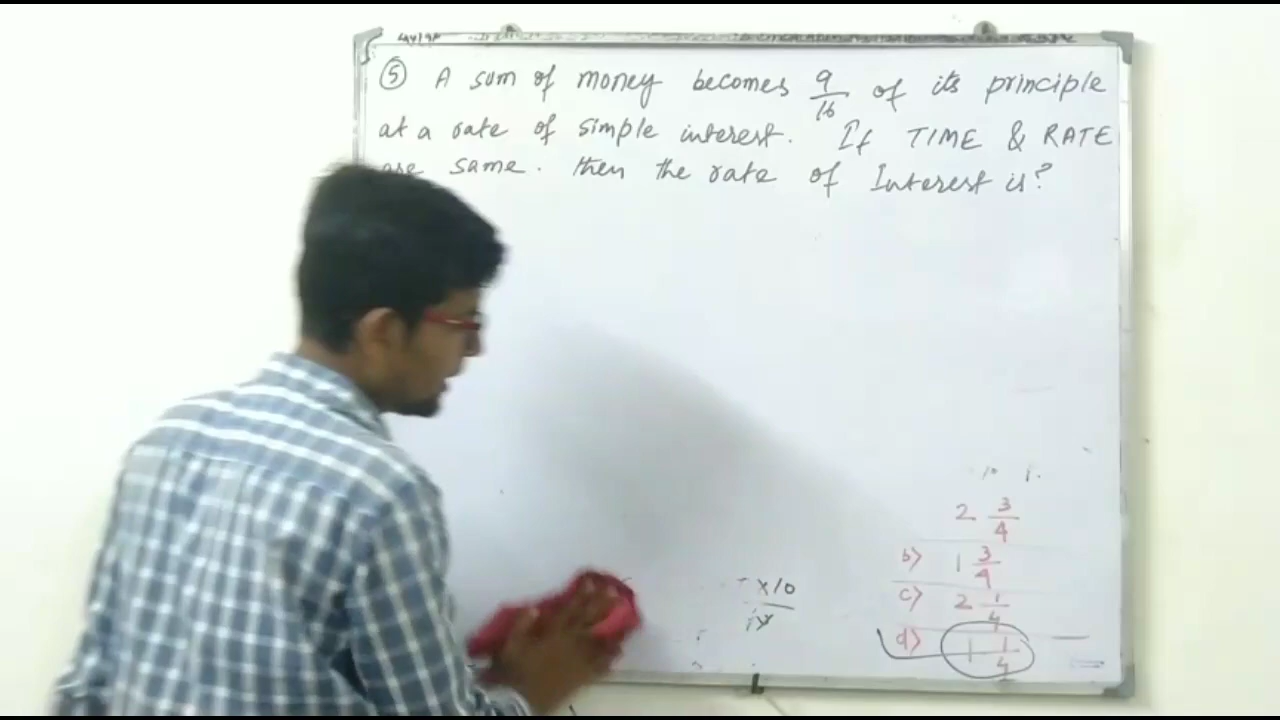 ⑤ A sum of money becomes 9/16 of its principle
at a rate of simple interest. If TIME & RATE
are same. then the rate of Interest is?
2 3/4
b) 1 3/4
c) 2 1/4
d) 1 1/4
x10